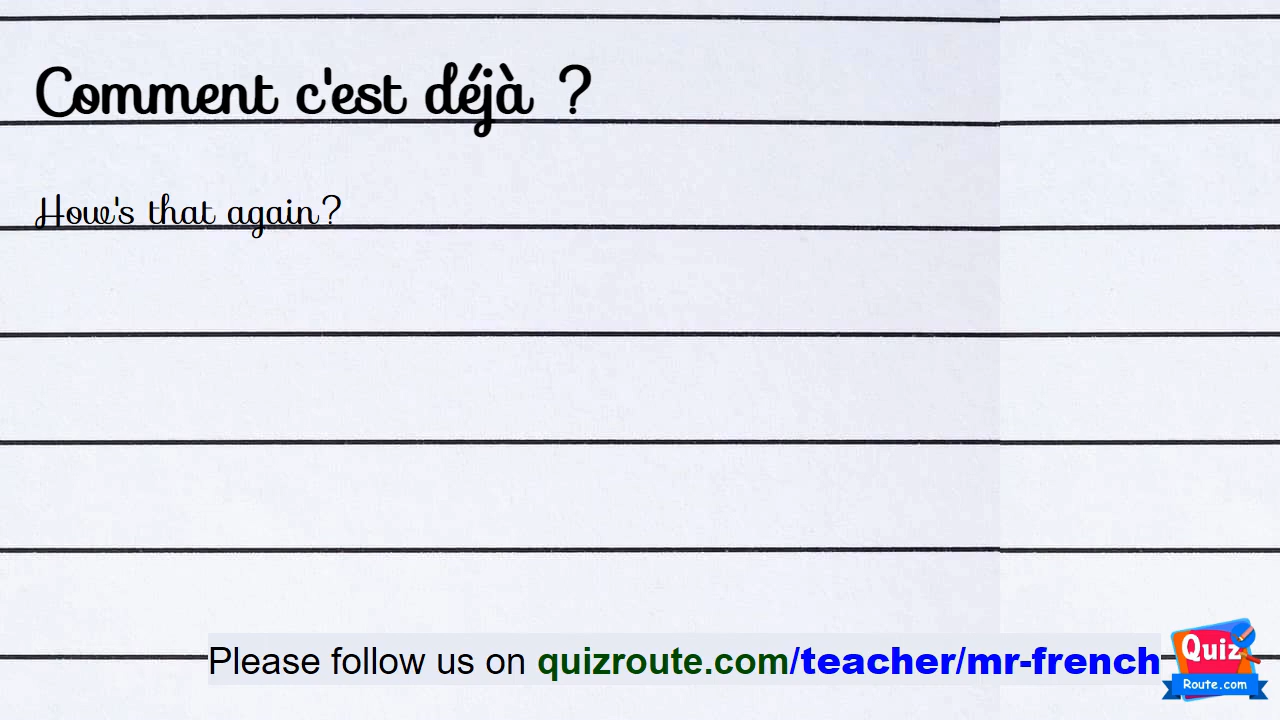 Comment c'est déjà ?
How's that again?
Please follow us on quizroute.com/teacher/mr-french
Quiz
Route.com